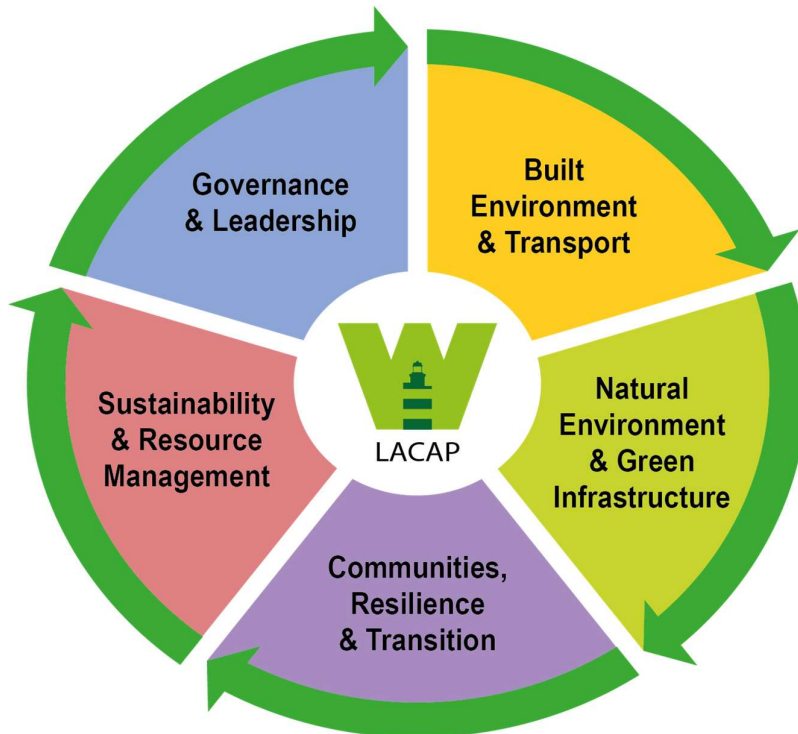 Governance
& Leadership
Built
Environment
& Transport
Natural
Environment
& Green
Infrastructure
Communities,
Resilience
& Transition
Sustainability
& Resource
Management
W
LACAP